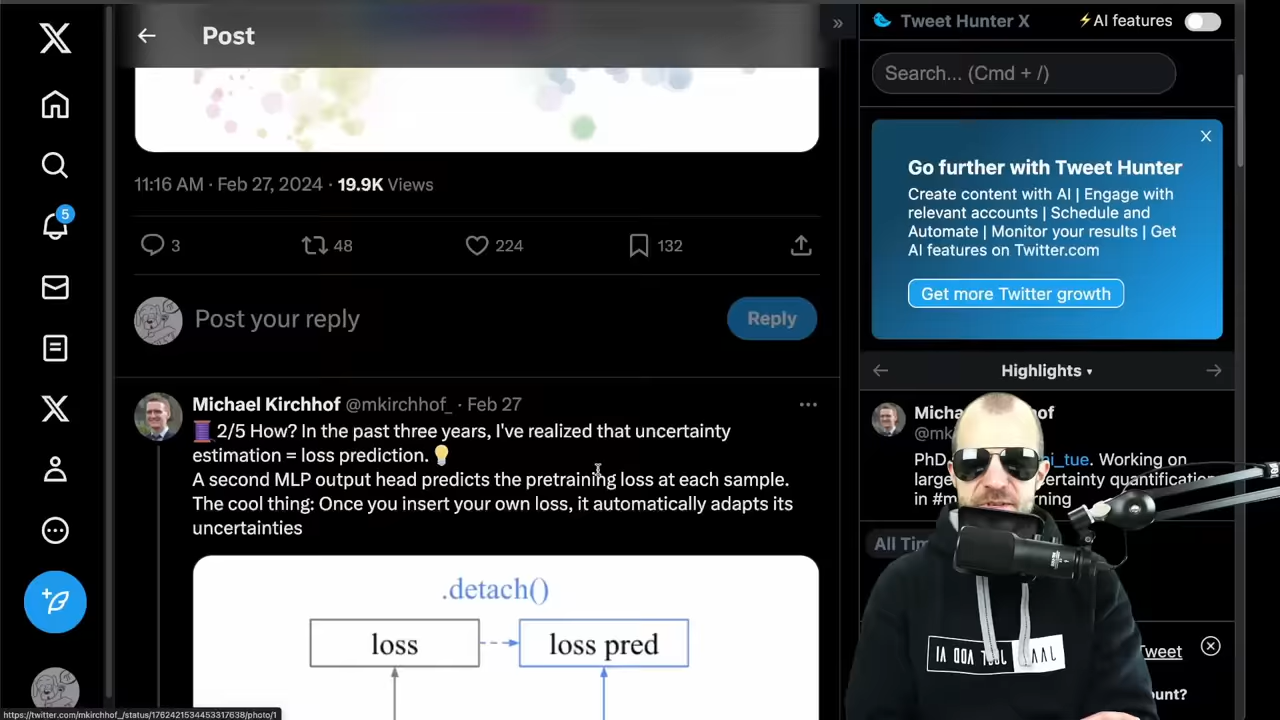 Post
»
Tweet Hunter X
⚡AI features
Search... (Cmd + /)
X
Go further with Tweet Hunter
Create content with AI | Engage with
relevant accounts | Schedule and
Automate | Monitor your results | Get
AI features on Twitter.com
Get more Twitter growth
11:16 AM · Feb 27, 2024 · 19.9K Views
3
48
224
132
5
Post your reply
Reply
Highlights
Michael Kirchhof @mkirchhof_ · Feb 27
🧵 2/5 How? In the past three years, I've realized that uncertainty
estimation = loss prediction. 💡
A second MLP output head predicts the pretraining loss at each sample.
The cool thing: Once you insert your own loss, it automatically adapts its
uncertainties
.detach()
loss
loss pred
PhD
Working on
large
quantification
in #m
All
Tweet
https://twitter.com/mkirchhof_/status/1762421534453317638/photo/1